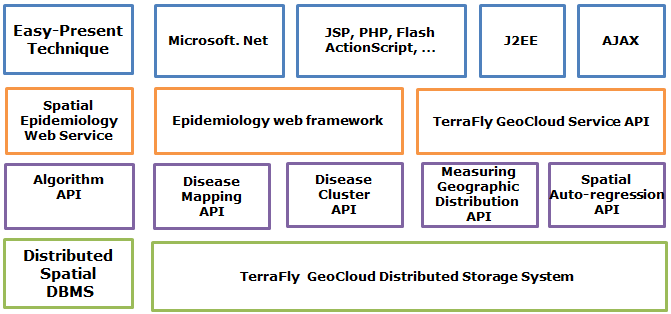 Easy-Present
Technique
Microsoft. Net
JSP, PHP, Flash
ActionScript, ...
J2EE
AJAX
Spatial
Epidemiology
Web Service
Epidemiology web framework
TerraFly GeoCloud Service API
Algorithm
API
Disease
Mapping
API
Disease
Cluster
API
Measuring
Geographic
Distribution
API
Spatial
Auto-regression
API
Distributed
Spatial
DBMS
TerraFly GeoCloud Distributed Storage System